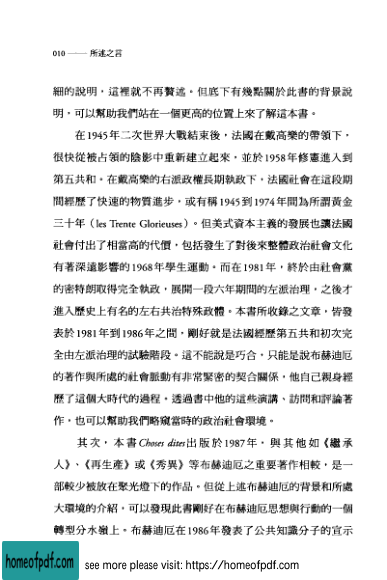 010 —— 所述之言
細的說明，這裡就不再贅述。但底下有幾點關於此書的背景說
明，可以幫助我們站在一個更高的位置上來了解這本書。
在1945年二次世界大戰結束後，法國在戴高樂的帶領下，
很快從被占領的陰影中重新建立起來，並於1958年修憲進入到
第五共和。在戴高樂的右派政權長期執政下，法國社會在這段期
間經歷了快速的物質進步，或有稱1945到1974年間為所謂黃金
三十年（les Trente Glorieuses）。但美式資本主義的發展也讓法國
社會付出了相當高的代價，包括發生了對後來整體政治社會文化
有著深遠影響的1968年學生運動。而在1981年，終於由社會黨
的密特朗取得完全執政，展開一段六年期間的左派治理，之後才
進入歷史上有名的左右共治特殊政體。本書所收錄之文章，皆發
表於1981年到1986年之間，剛好就是法國經歷第五共和初次完
全由左派治理的試驗階段。這不能說是巧合，只能是說布赫迪厄
的著作與所處的社會脈動有非常緊密的契合關係，他自己親身經
歷了這個大時代的過程，透過書中他的這些演講、訪問和評論著
作，也可以幫助我們略窺當時的政治社會環境。
其次，本書Choses dites出版於1987年，與其他如《繼承
人》、《再生產》或《秀異》等布赫迪厄之重要著作相較，是一
部較少被放在聚光燈下的作品。但從上述布赫迪厄的背景和所處
大環境的介紹，可以發現此書剛好在布赫迪厄思想與行動的一個
轉型分水嶺上。布赫迪厄在1986年發表了公共知識分子的宣示
homeofpdf.com
see more please visit: https://homeofpdf.com